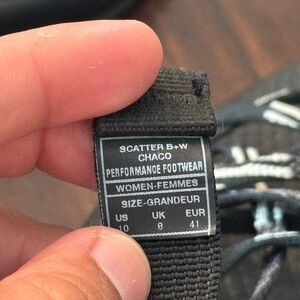 SCATTER B+W
CHACO
PERFORMANCE FOOTWEAR
WOMEN-FEMMES
SIZE-GRANDEUR
US UK EUR
10 8 41